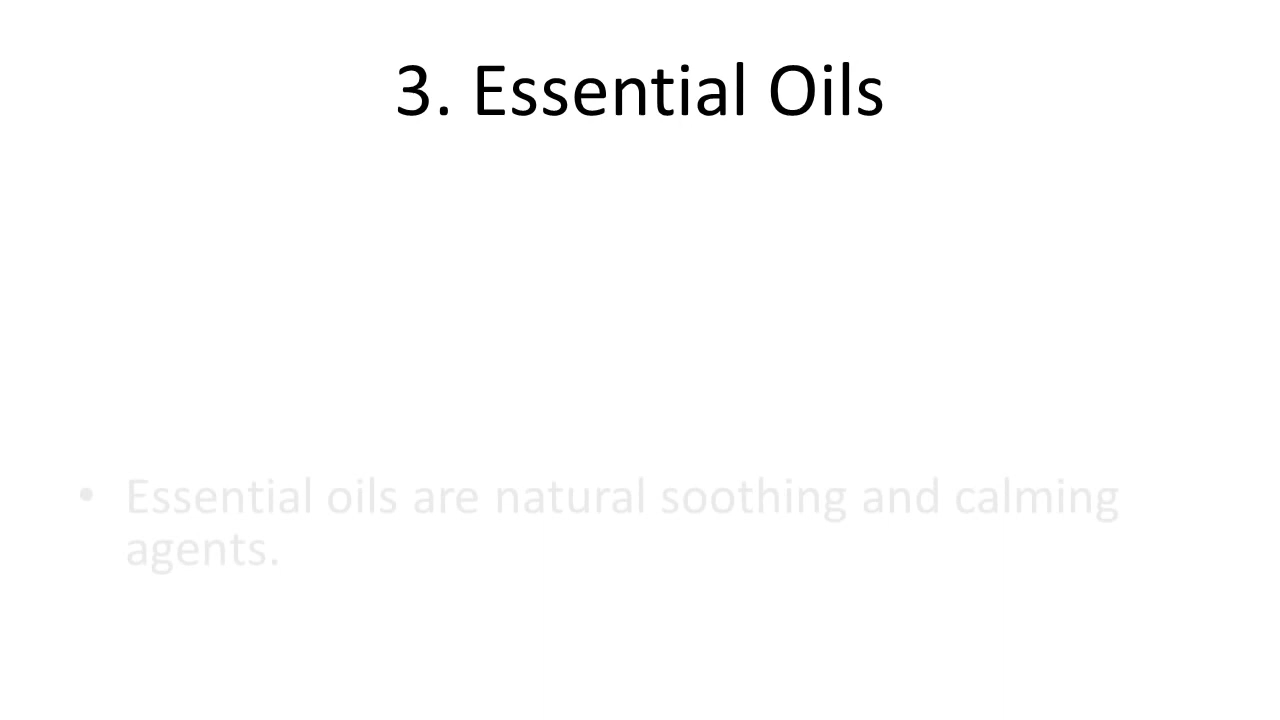 3. Essential Oils
• Essential oils are natural soothing and calming
agents.